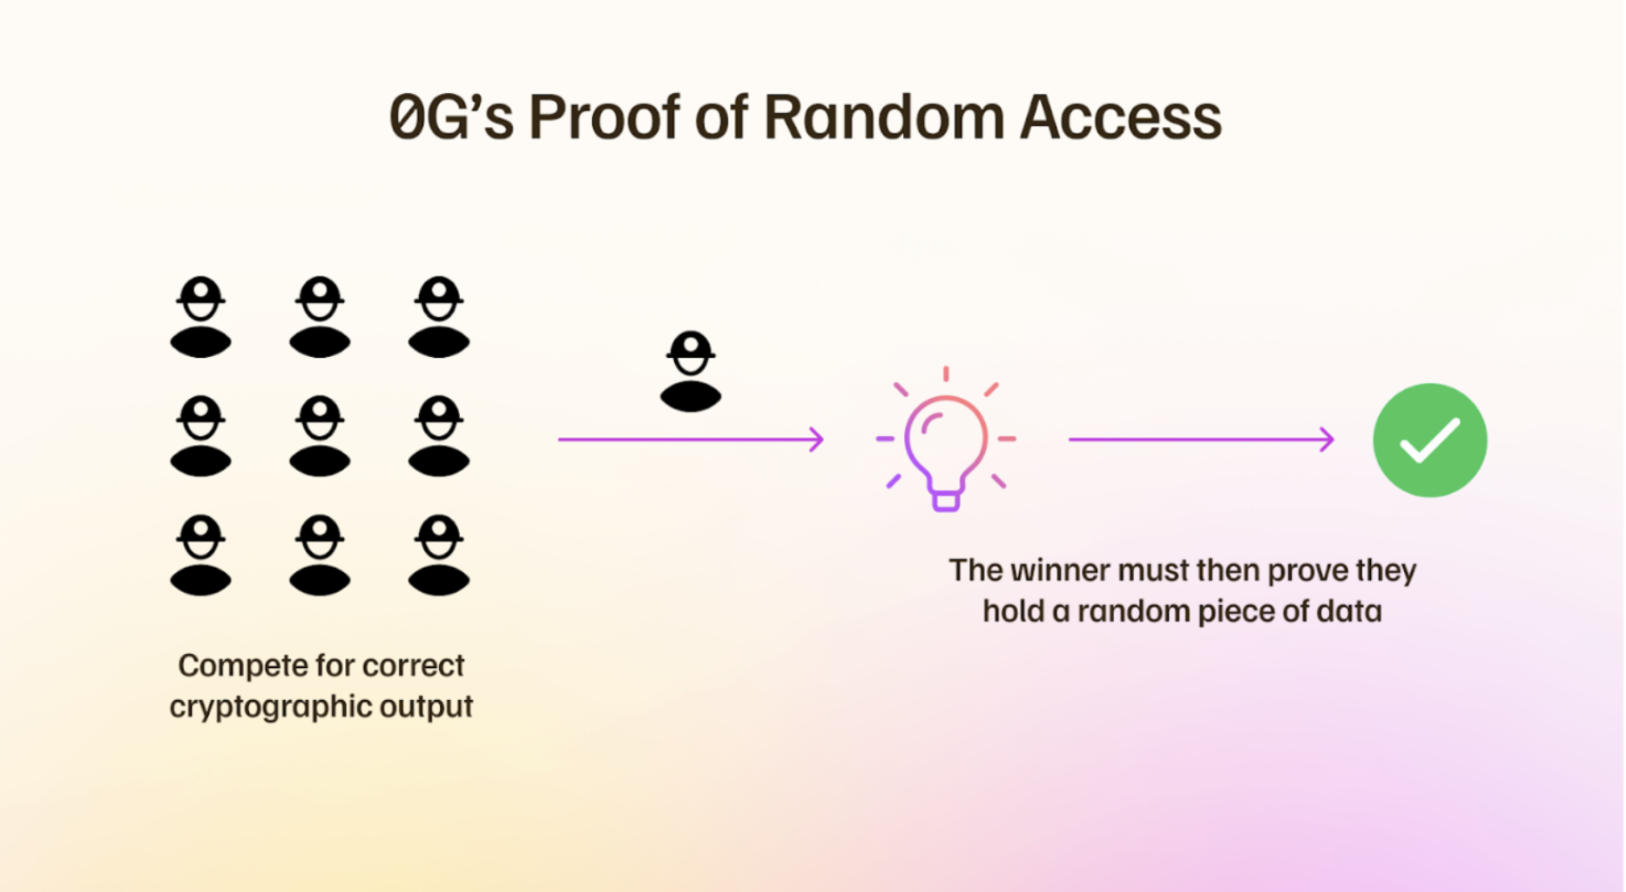 0G’s Proof of Random Access
Compete for correct
cryptographic output
The winner must then prove they
hold a random piece of data